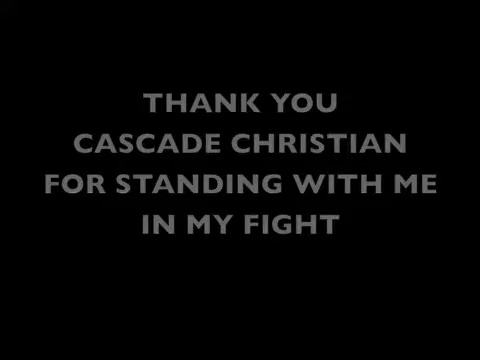 THANK YOU
CASCADE CHRISTIAN
FOR STANDING WITH ME
IN MY FIGHT